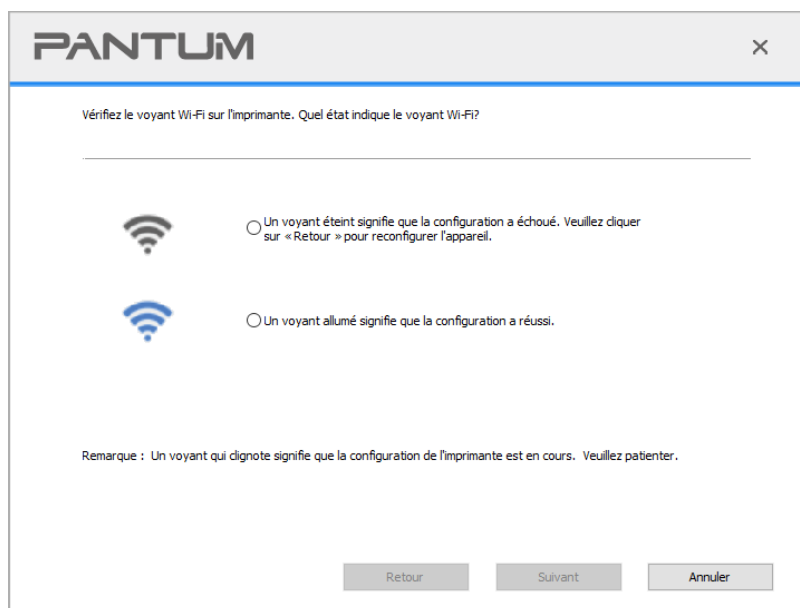 PANTUM
Vérifiez le voyant Wi-Fi sur l'imprimante. Quel état indique le voyant Wi-Fi?
Un voyant éteint signifie que la configuration a échoué. Veuillez cliquer
sur « Retour » pour reconfigurer l'appareil.
Un voyant allumé signifie que la configuration a réussi.
Remarque : Un voyant qui clignote signifie que la configuration de l'imprimante est en cours. Veuillez patienter.
Retour
Suivant
Annuler